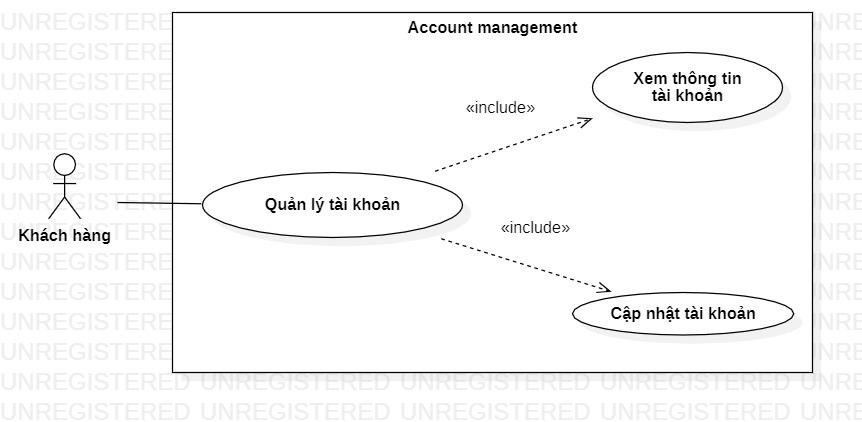 Account management
Xem thông tin
tài khoản
«include»
Quản lý tài khoản
Khách hàng
«include»
Cập nhật tài khoản
UNREGISTERED UNREGISTERED UNREGISTERED UNREGISTERED
UNREGISTERED UNREGISTERED UNREGISTERED UNREGISTERED